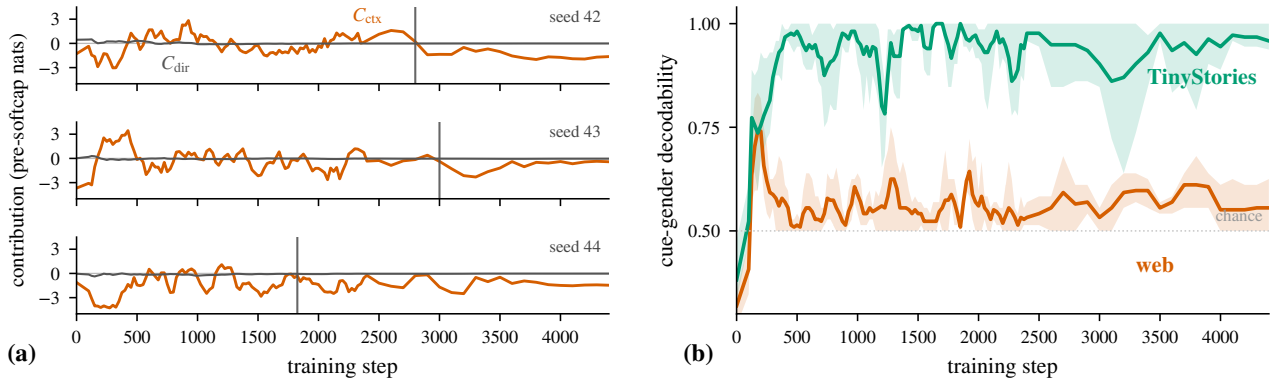 contribution (pre-softcap nats)
3
0
−3
C_ctx
C_dir
seed 42
3
0
−3
seed 43
3
0
−3
seed 44
0 500 1000 1500 2000 2500 3000 3500 4000
training step
(a)
cue-gender decodability
1.00
0.75
0.50
TinyStories
chance
web
0 500 1000 1500 2000 2500 3000 3500 4000
training step
(b)